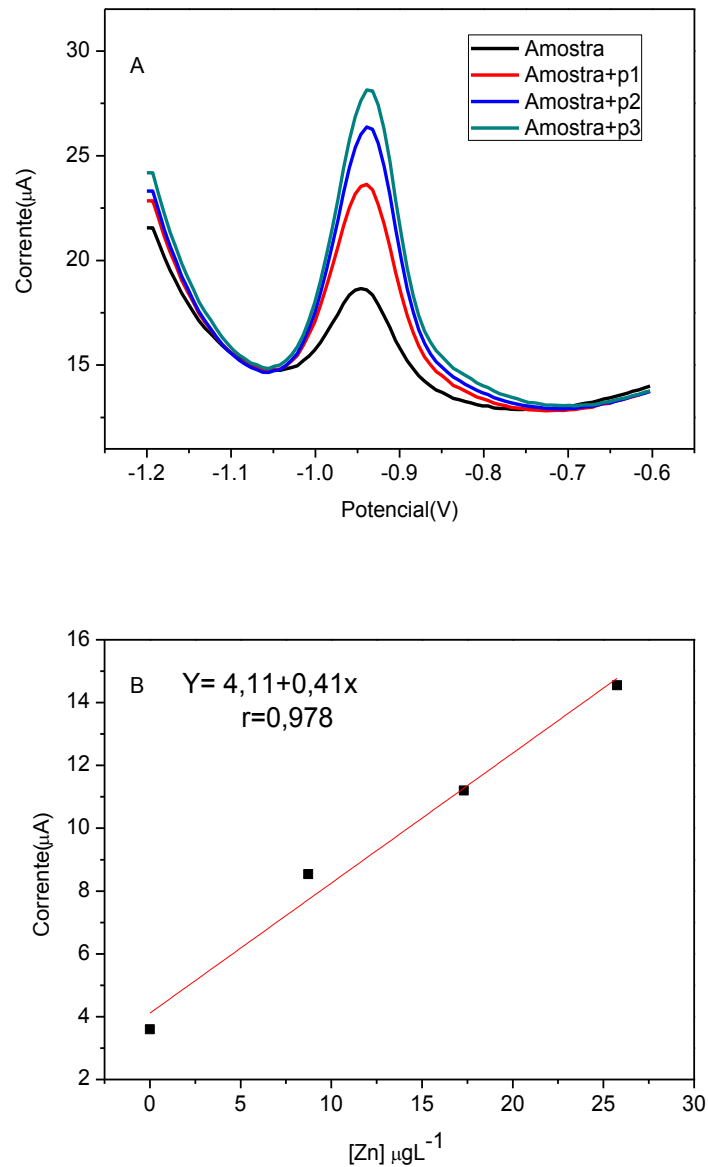 A
Amostra
Amostra+p1
Amostra+p2
Amostra+p3
30
25
20
15
Corrente(μA)
-1.2 -1.1 -1.0 -0.9 -0.8 -0.7 -0.6
Potencial(V)
B
Y= 4,11+0,41x
r=0,978
16
14
12
10
8
6
4
2
Corrente(μA)
0 5 10 15 20 25 30
[Zn] μgL⁻¹